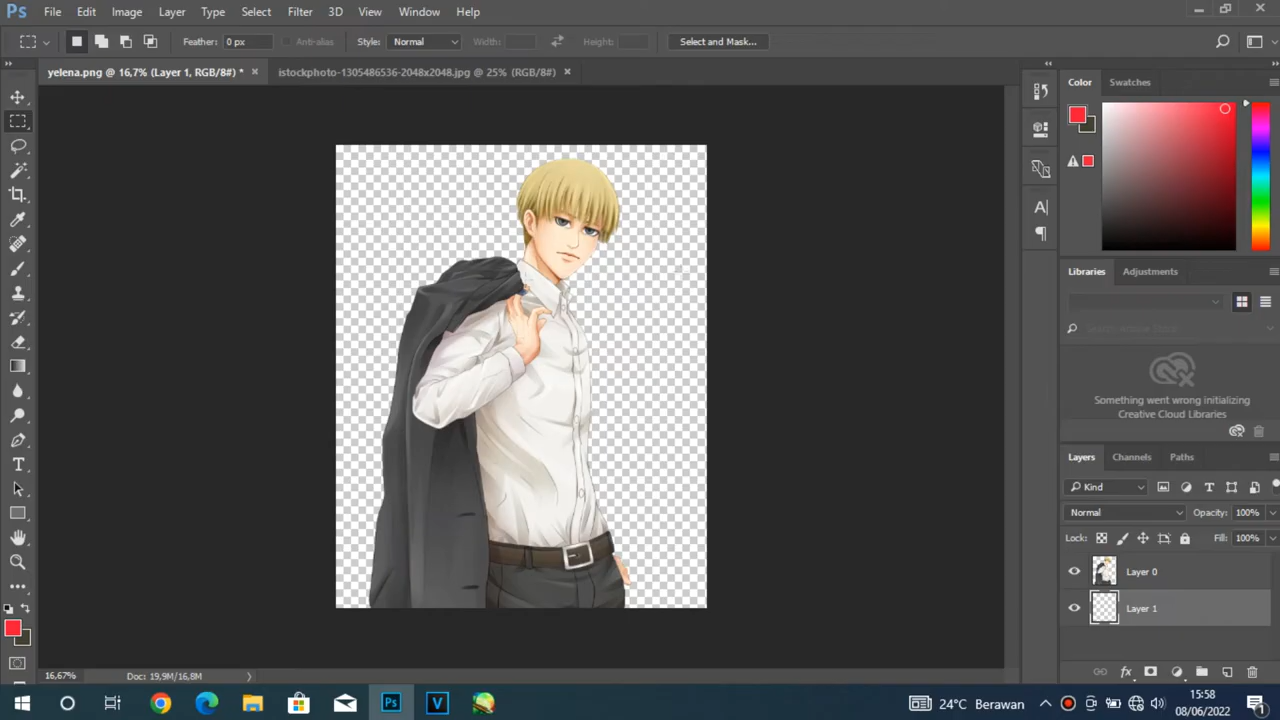 Ps File Edit Image Layer Type Select Filter 3D View Window Help
Feather: 0 px Anti-alias Style: Normal Width: Height: Select and Mask...
yelena.png @ 16,7% (Layer 1, RGB/8#) * × istockphoto-1305486536-2048x2048.jpg @ 25% (RGB/8#) ×
Color Swatches
Libraries Adjustments
Something went wrong initializing
Creative Cloud Libraries
Layers Channels Paths
Kind
Normal Opacity: 100%
Lock: Fill: 100%
Layer 0
Layer 1
16,67% Doc: 19,9M/16,8M
Ps V 24°C Berawan 15:58
08/06/2022 1